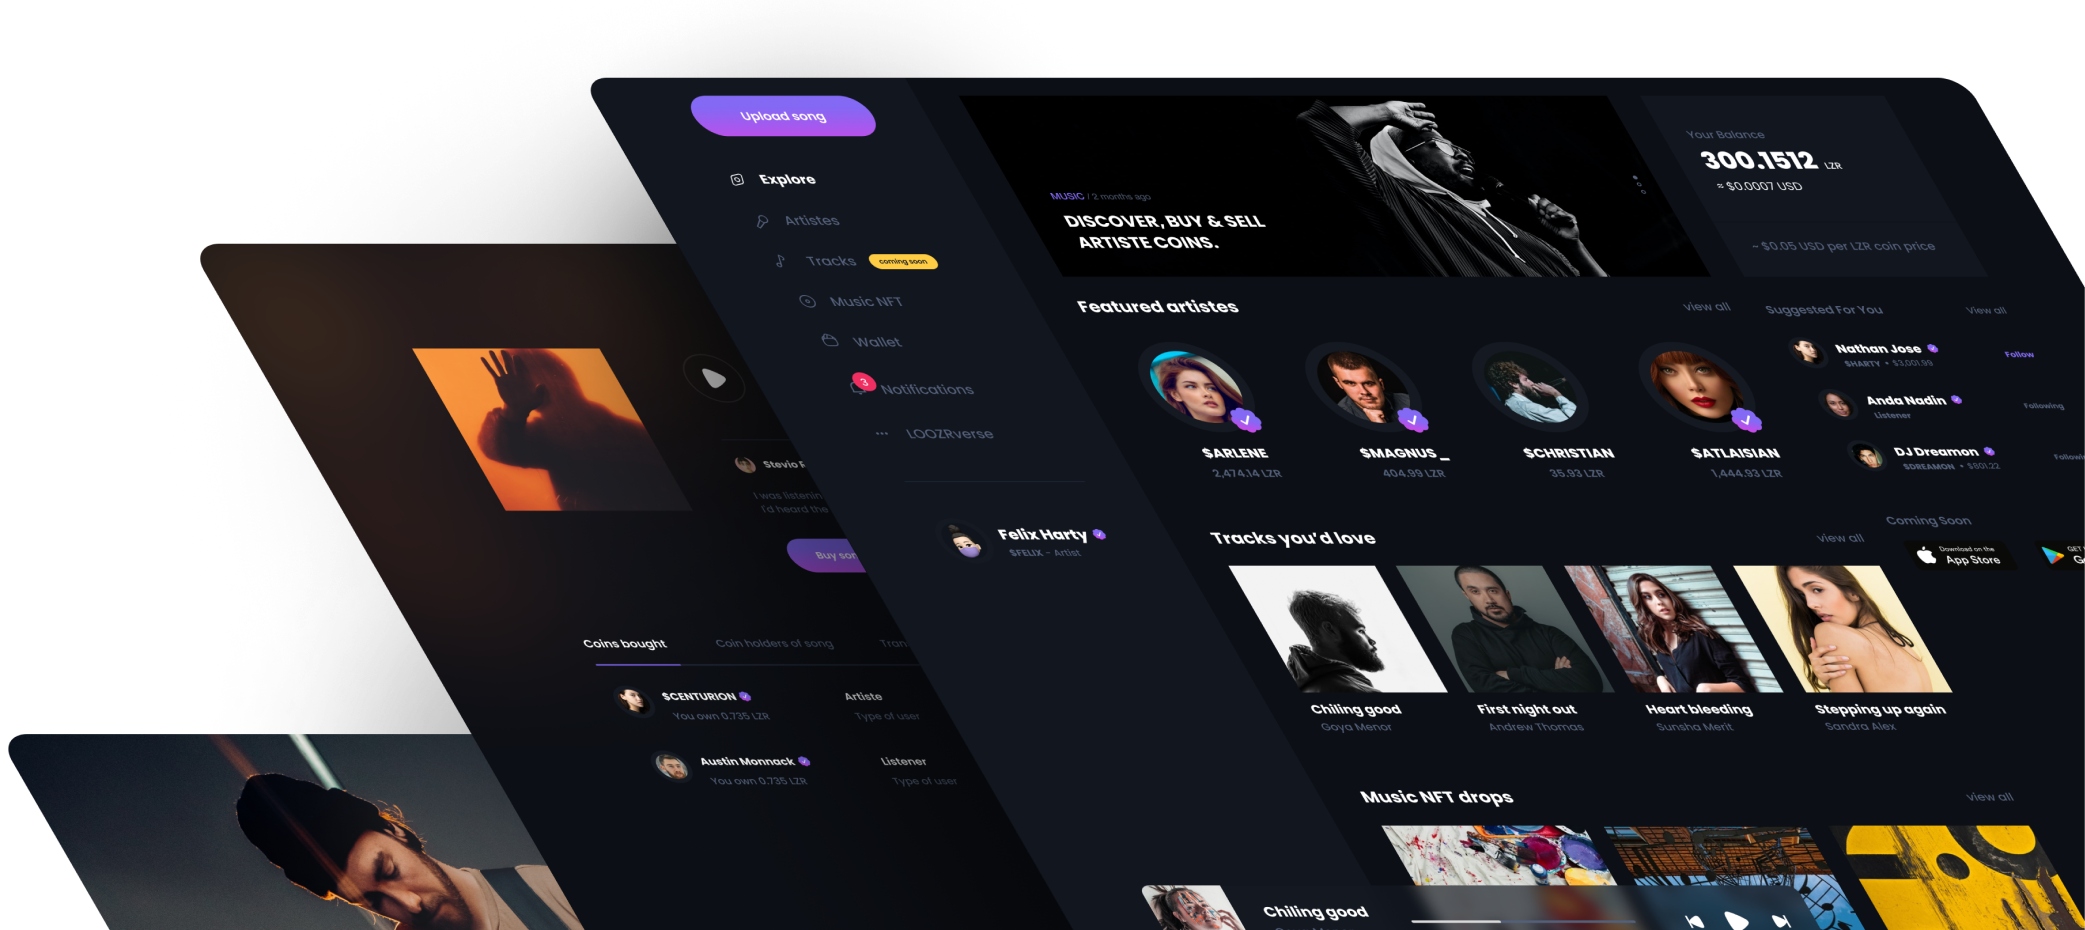 Upload song
Explore
Artistes
Tracks coming soon
Music NFT
Wallet
3
Notifications
LOOZRverse
Felix Harty
$FELIX ~ Artist
MUSIC / 2 months ago
DISCOVER, BUY & SELL
ARTISTE COINS.
Your Balance
300.1512 LZR
≈ $0.0007 USD
~ $0.05 USD per LZR coin price
Featured artistes
view all
$ARLENE
2,474.14 LZR
$MAGNUS _
404.99 LZR
$CHRISTIAN
35.93 LZR
$ATLAISIAN
1,444.93 LZR
Suggested For You
View all
Nathan Jose
$HARTY • $3,001.99
Follow
Anda Nadin
Listener
Following
DJ Dreamon
$DREAMON • $801.22
Followin
Coming Soon
Download on the
App Store
GET
G
Tracks you'd love
view all
Chiling good
Goya Menor
First night out
Andrew Thomas
Heart bleeding
Sunsha Merit
Stepping up again
Sandra Alex
Music NFT drops
view all
Chiling good
Stevio
I was listenin
I'd heard the
Buy son
Coins bought
Coin holders of song
Tran
$CENTURION
You own 0.735 LZR
Artiste
Type of user
Austin Monnack
You own 0.735 LZR
Listener
Type of user